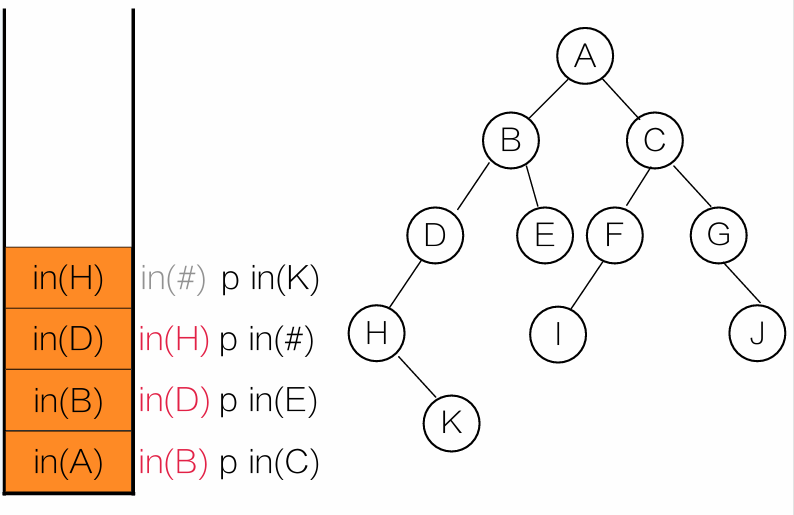 in(H) in(#) p in(K)
in(D) in(H) p in(#)
in(B) in(D) p in(E)
in(A) in(B) p in(C)
A
B C
D E F G
H I J
K